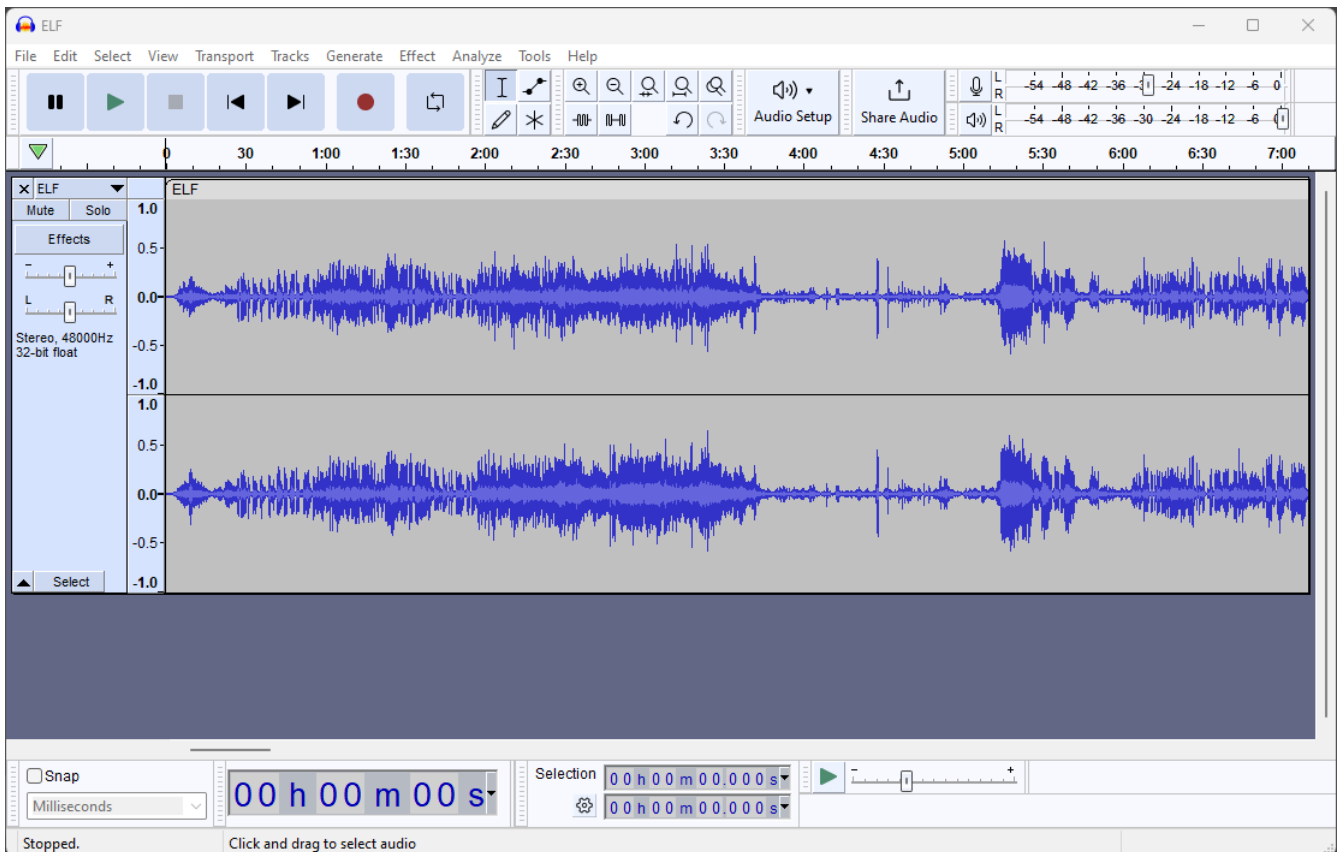 ELF
File Edit Select View Transport Tracks Generate Effect Analyze Tools Help
Audio Setup
Share Audio
L
R
-54 -48 -42 -36 -24 -18 -12 -6 0
L
R
-54 -48 -42 -36 -30 -24 -18 -12 -6
0 30 1:00 1:30 2:00 2:30 3:00 3:30 4:00 4:30 5:00 5:30 6:00 6:30 7:00
ELF
ELF
Mute Solo
Effects
- +
L R
Stereo, 48000Hz
32-bit float
Select
1.0
0.5
0.0
-0.5
-1.0
1.0
0.5
0.0
-0.5
-1.0
Snap
Milliseconds
00 h 00 m 00 s
Selection
00 h 00 m 00.000 s
00 h 00 m 00.000 s
- +
Stopped.
Click and drag to select audio